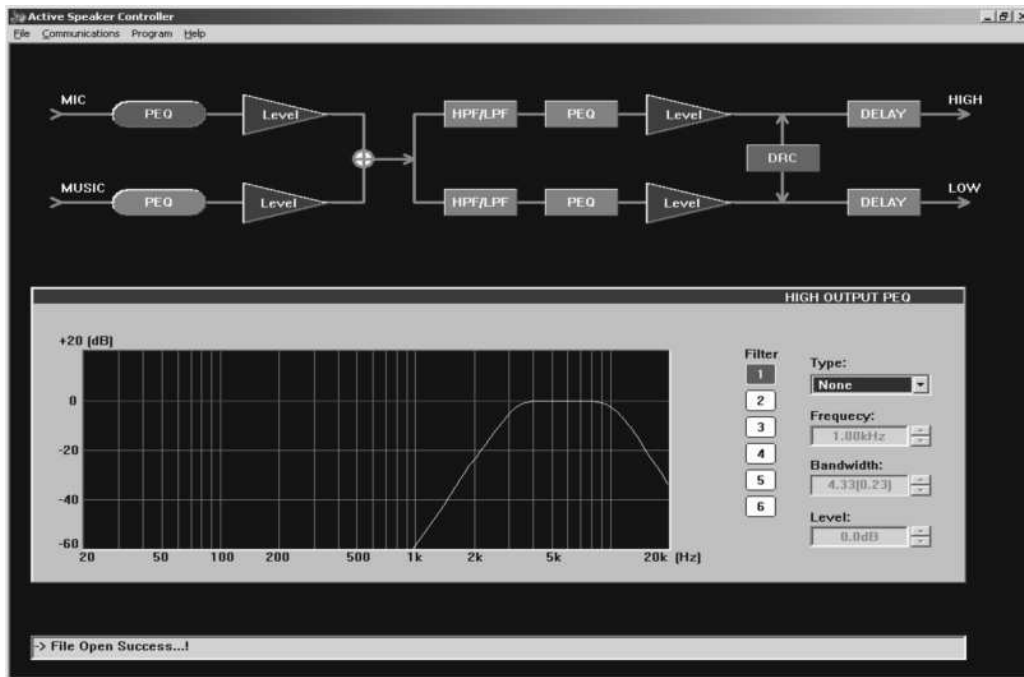 Active Speaker Controller
File Communications Program Help
MIC
HIGH
PEQ Level HPF/LPF PEQ Level DELAY
DRC
MUSIC
LOW
PEQ Level HPF/LPF PEQ Level DELAY
HIGH OUTPUT PEQ
+20 [dB]
0
-20
-40
-60
20 50 100 200 500 1k 2k 5k 20k [Hz]
Filter
1
2
3
4
5
6
Type:
None
Frequecy:
1.00kHz
Bandwidth:
4.33(0.23)
Level:
0.0dB
-> File Open Success...!